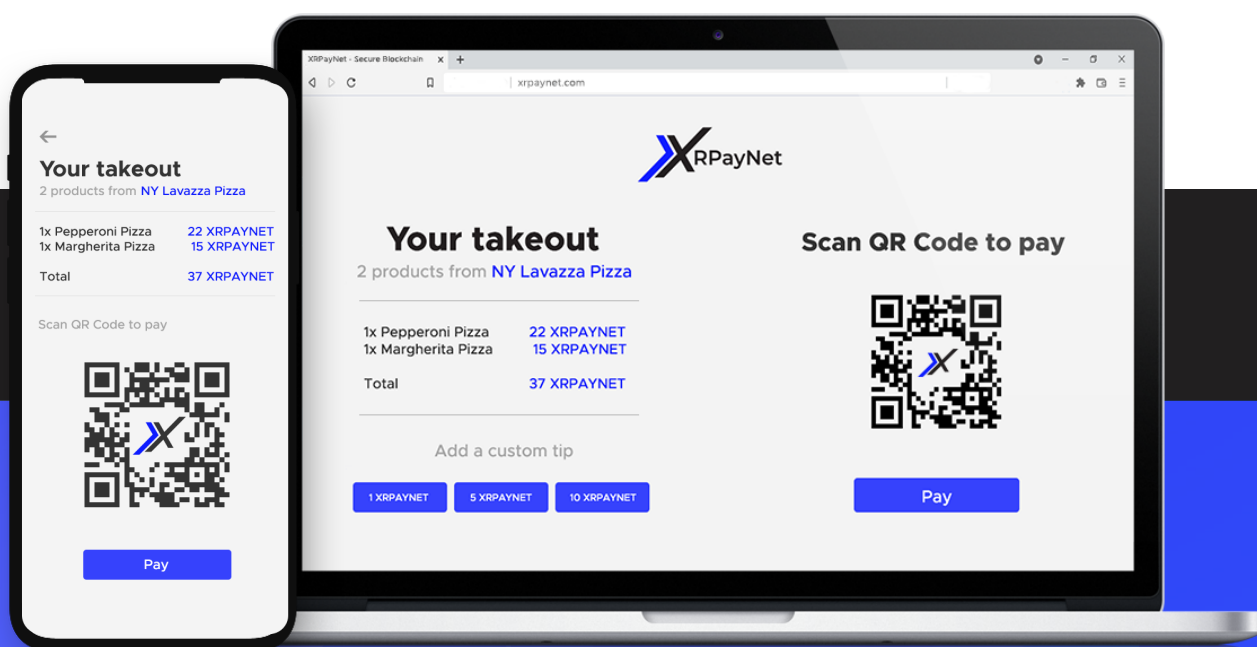 Your takeout
2 products from NY Lavazza Pizza
1x Pepperoni Pizza 22 XRPAYNET
1x Margherita Pizza 15 XRPAYNET
Total 37 XRPAYNET
Scan QR Code to pay
Pay
XRPayNet - Secure Blockchain x +
xrpaynet.com
XRPayNet
Your takeout
2 products from NY Lavazza Pizza
1x Pepperoni Pizza 22 XRPAYNET
1x Margherita Pizza 15 XRPAYNET
Total 37 XRPAYNET
Add a custom tip
1 XRPAYNET 5 XRPAYNET 10 XRPAYNET
Scan QR Code to pay
Pay